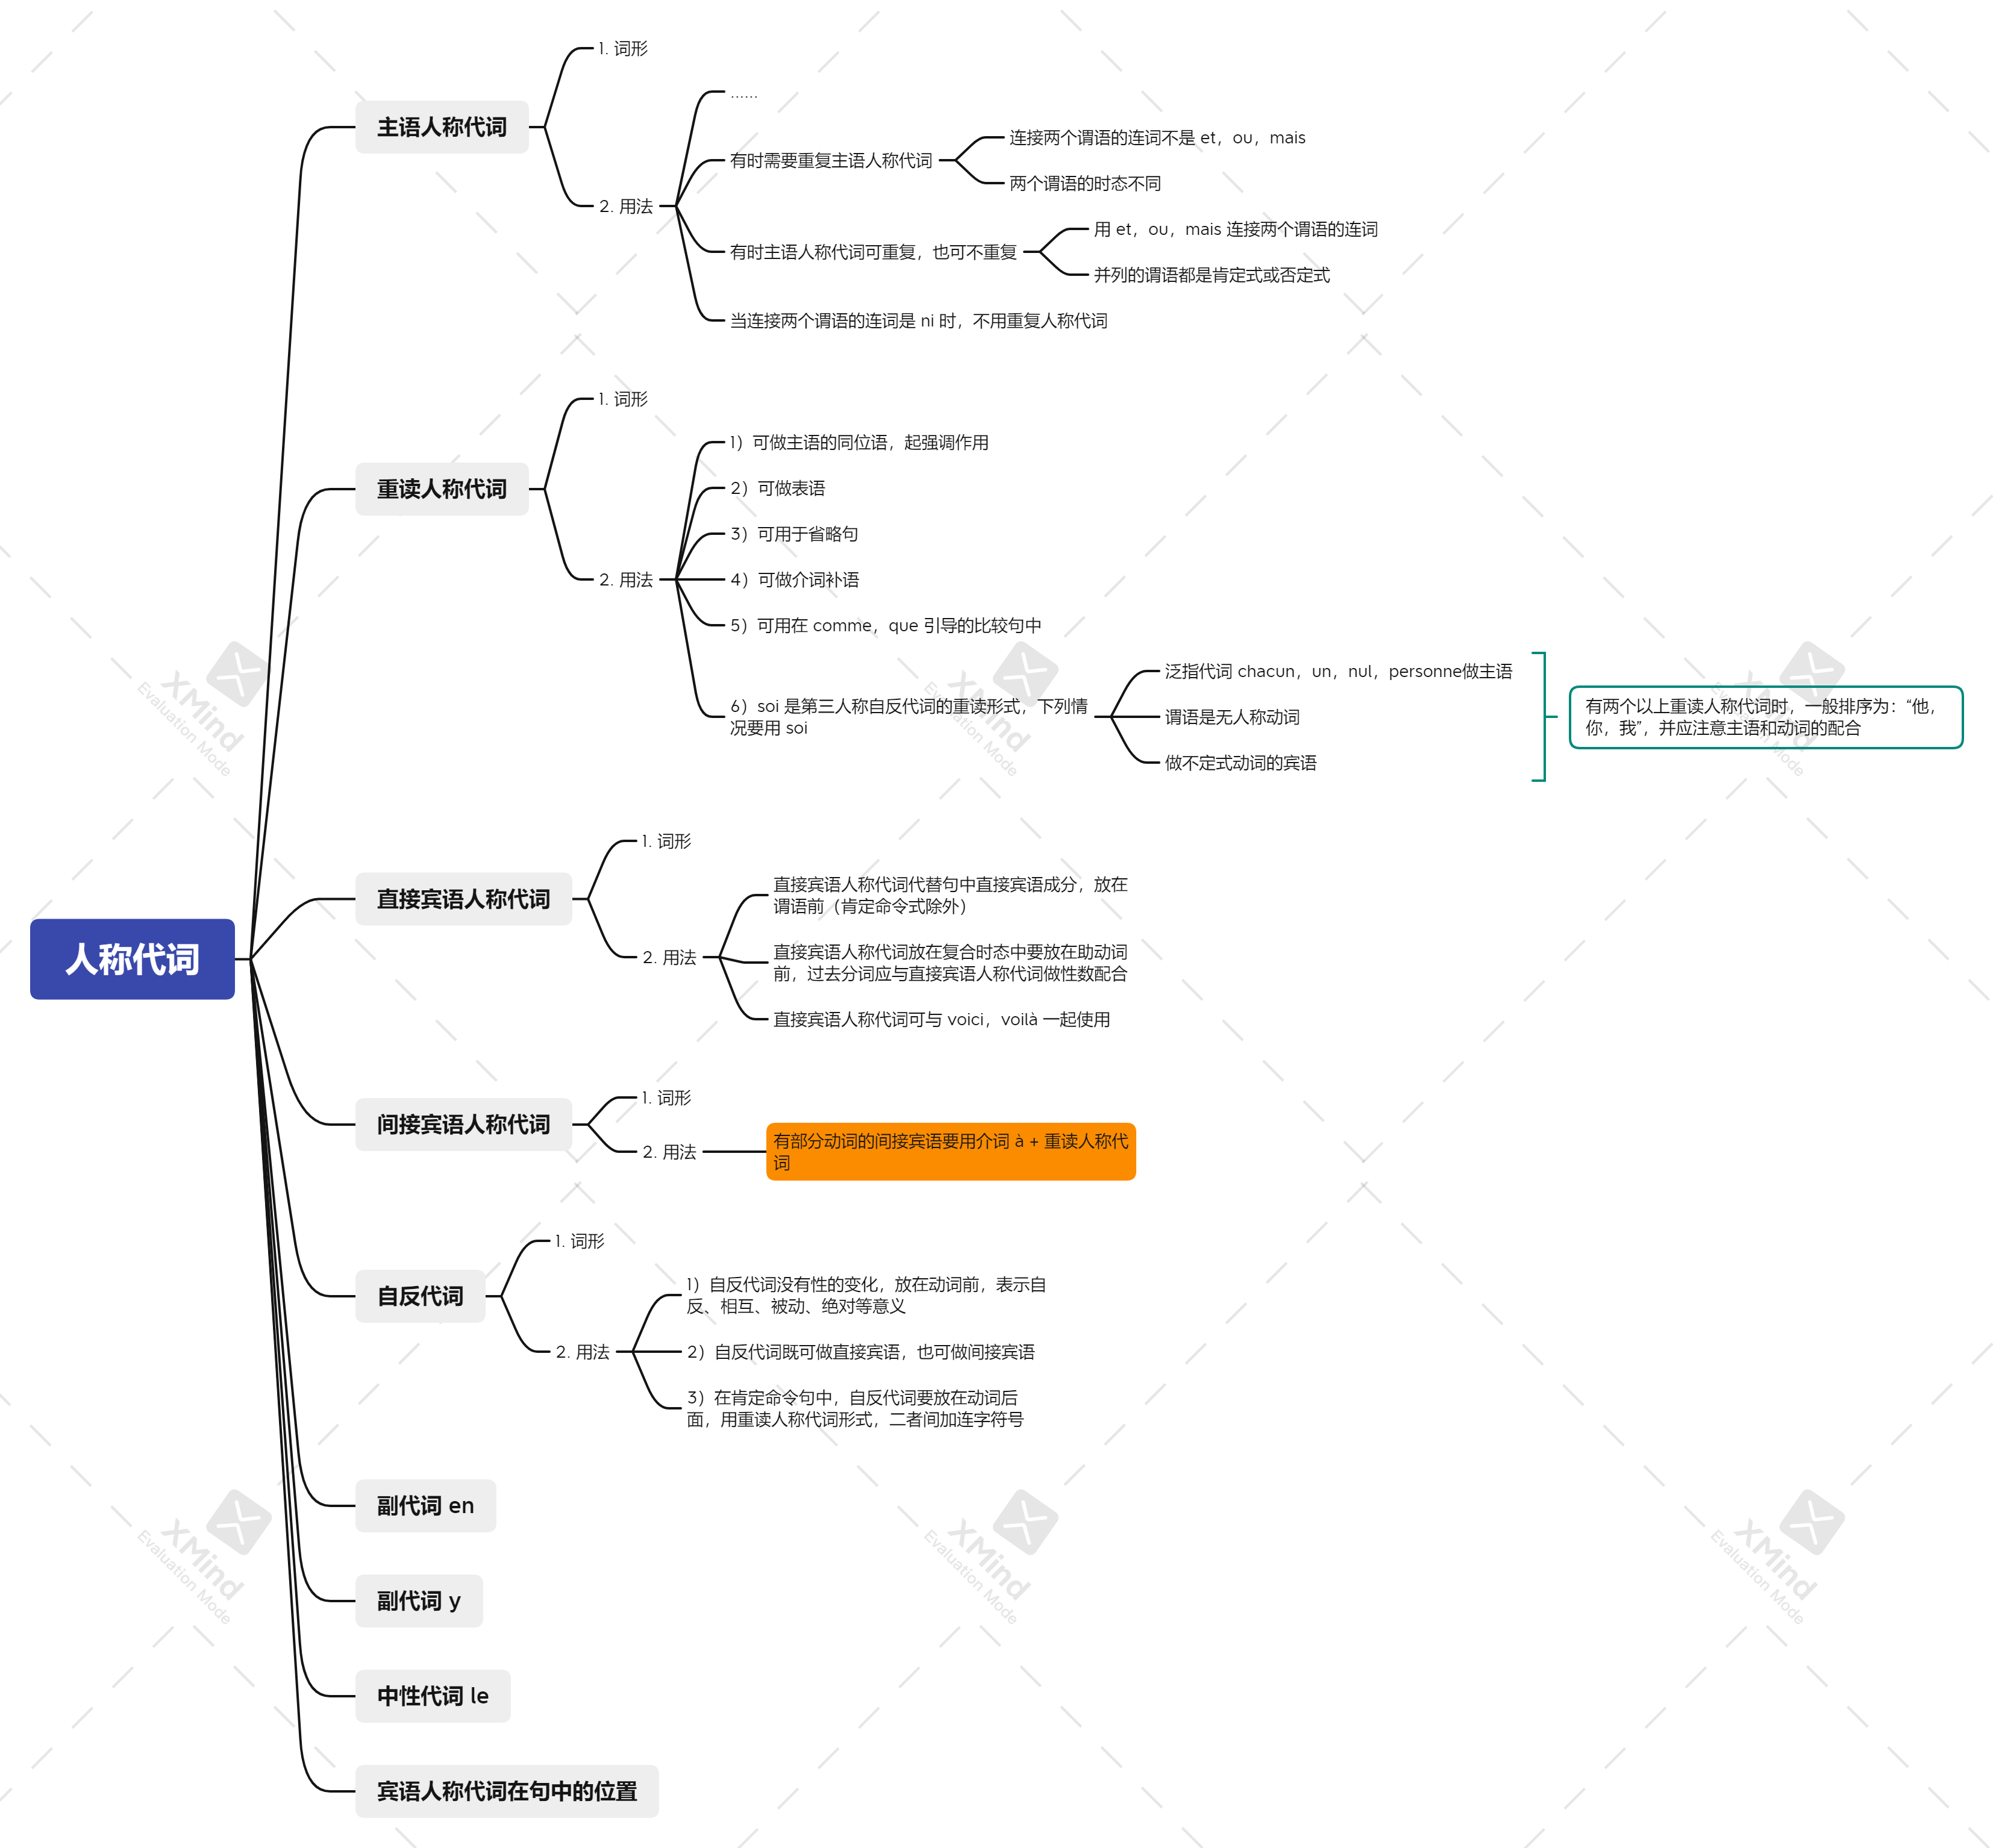 人称代词
主语人称代词
1. 词形
2. 用法
......
有时需要重复主语人称代词
连接两个谓语的连词不是 et，ou，mais
两个谓语的时态不同
有时主语人称代词可重复，也可不重复
用 et，ou，mais 连接两个谓语的连词
并列的谓语都是肯定式或否定式
当连接两个谓语的连词是 ni 时，不用重复人称代词
重读人称代词
1. 词形
2. 用法
1）可做主语的同位语，起强调作用
2）可做表语
3）可用于省略句
4）可做介词补语
5）可用在 comme，que 引导的比较句中
6）soi 是第三人称自反代词的重读形式，下列情
况要用 soi
泛指代词 chacun，un，nul，personne做主语
谓语是无人称动词
做不定式动词的宾语
有两个以上重读人称代词时，一般排序为：“他，
你，我”，并应注意主语和动词的配合
直接宾语人称代词
1. 词形
2. 用法
直接宾语人称代词代替句中直接宾语成分，放在
谓语前（肯定命令式除外）
直接宾语人称代词放在复合时态中要放在助动词
前，过去分词应与直接宾语人称代词做性数配合
直接宾语人称代词可与 voici，voilà 一起使用
间接宾语人称代词
1. 词形
2. 用法
有部分动词的间接宾语要用介词 à + 重读人称代
词
自反代词
1. 词形
2. 用法
1）自反代词没有性的变化，放在动词前，表示自
反、相互、被动、绝对等意义
2）自反代词既可做直接宾语，也可做间接宾语
3）在肯定命令句中，自反代词要放在动词后
面，用重读人称代词形式，二者间加连字符号
副代词 en
副代词 y
中性代词 le
宾语人称代词在句中的位置
XMind
Evaluation Mode
XMind
Evaluation Mode
XMind
Evaluation Mode
XMind
Evaluation Mode
XMind
Evaluation Mode
XMind
Evaluation Mode